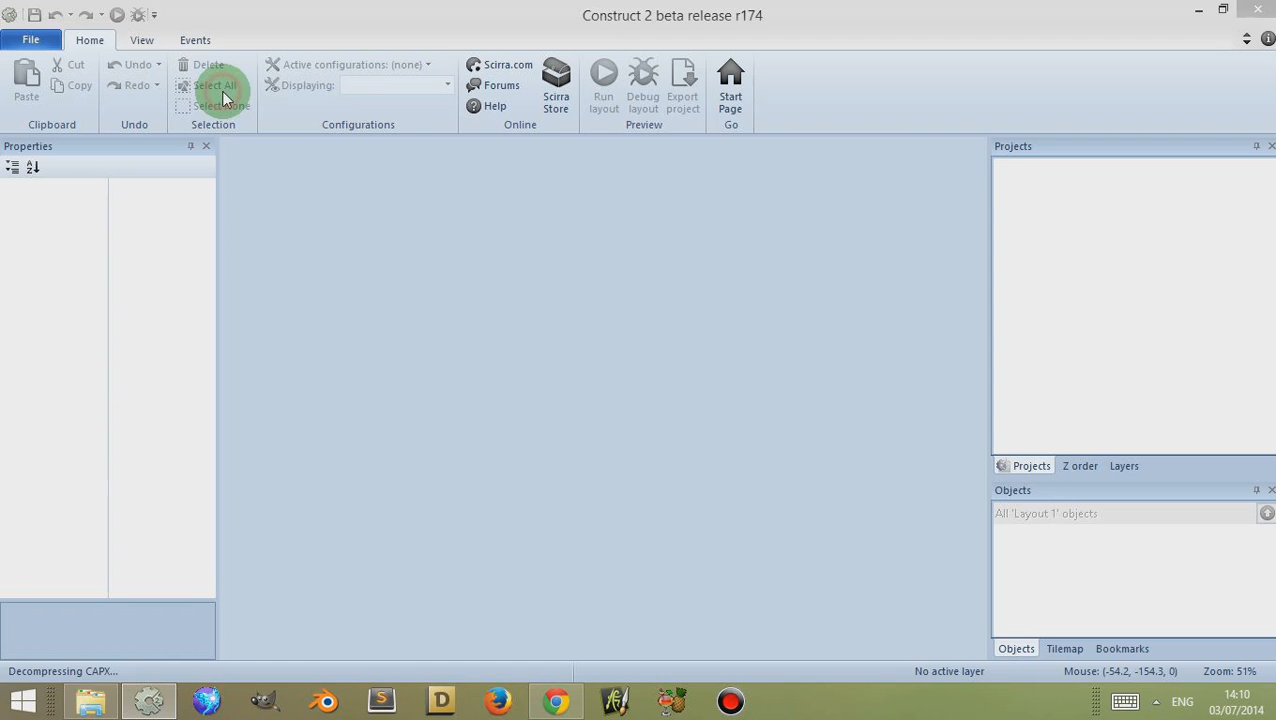 Construct 2 beta release r174
File
Home
View
Events
Paste
Cut
Copy
Clipboard
Undo
Redo
Undo
Delete
Select All
Select None
Selection
Active configurations: (none)
Displaying:
Configurations
Scirra.com
Forums
Help
Scirra
Store
Online
Run
layout
Debug
layout
Export
project
Preview
Start
Page
Go
Properties
Projects
Projects
Z order
Layers
Objects
All 'Layout 1' objects
Objects
Tilemap
Bookmarks
Decompressing CAPX...
No active layer
Mouse: (-54.2, -154.3, 0)
Zoom: 51%
ENG
14:10
03/07/2014